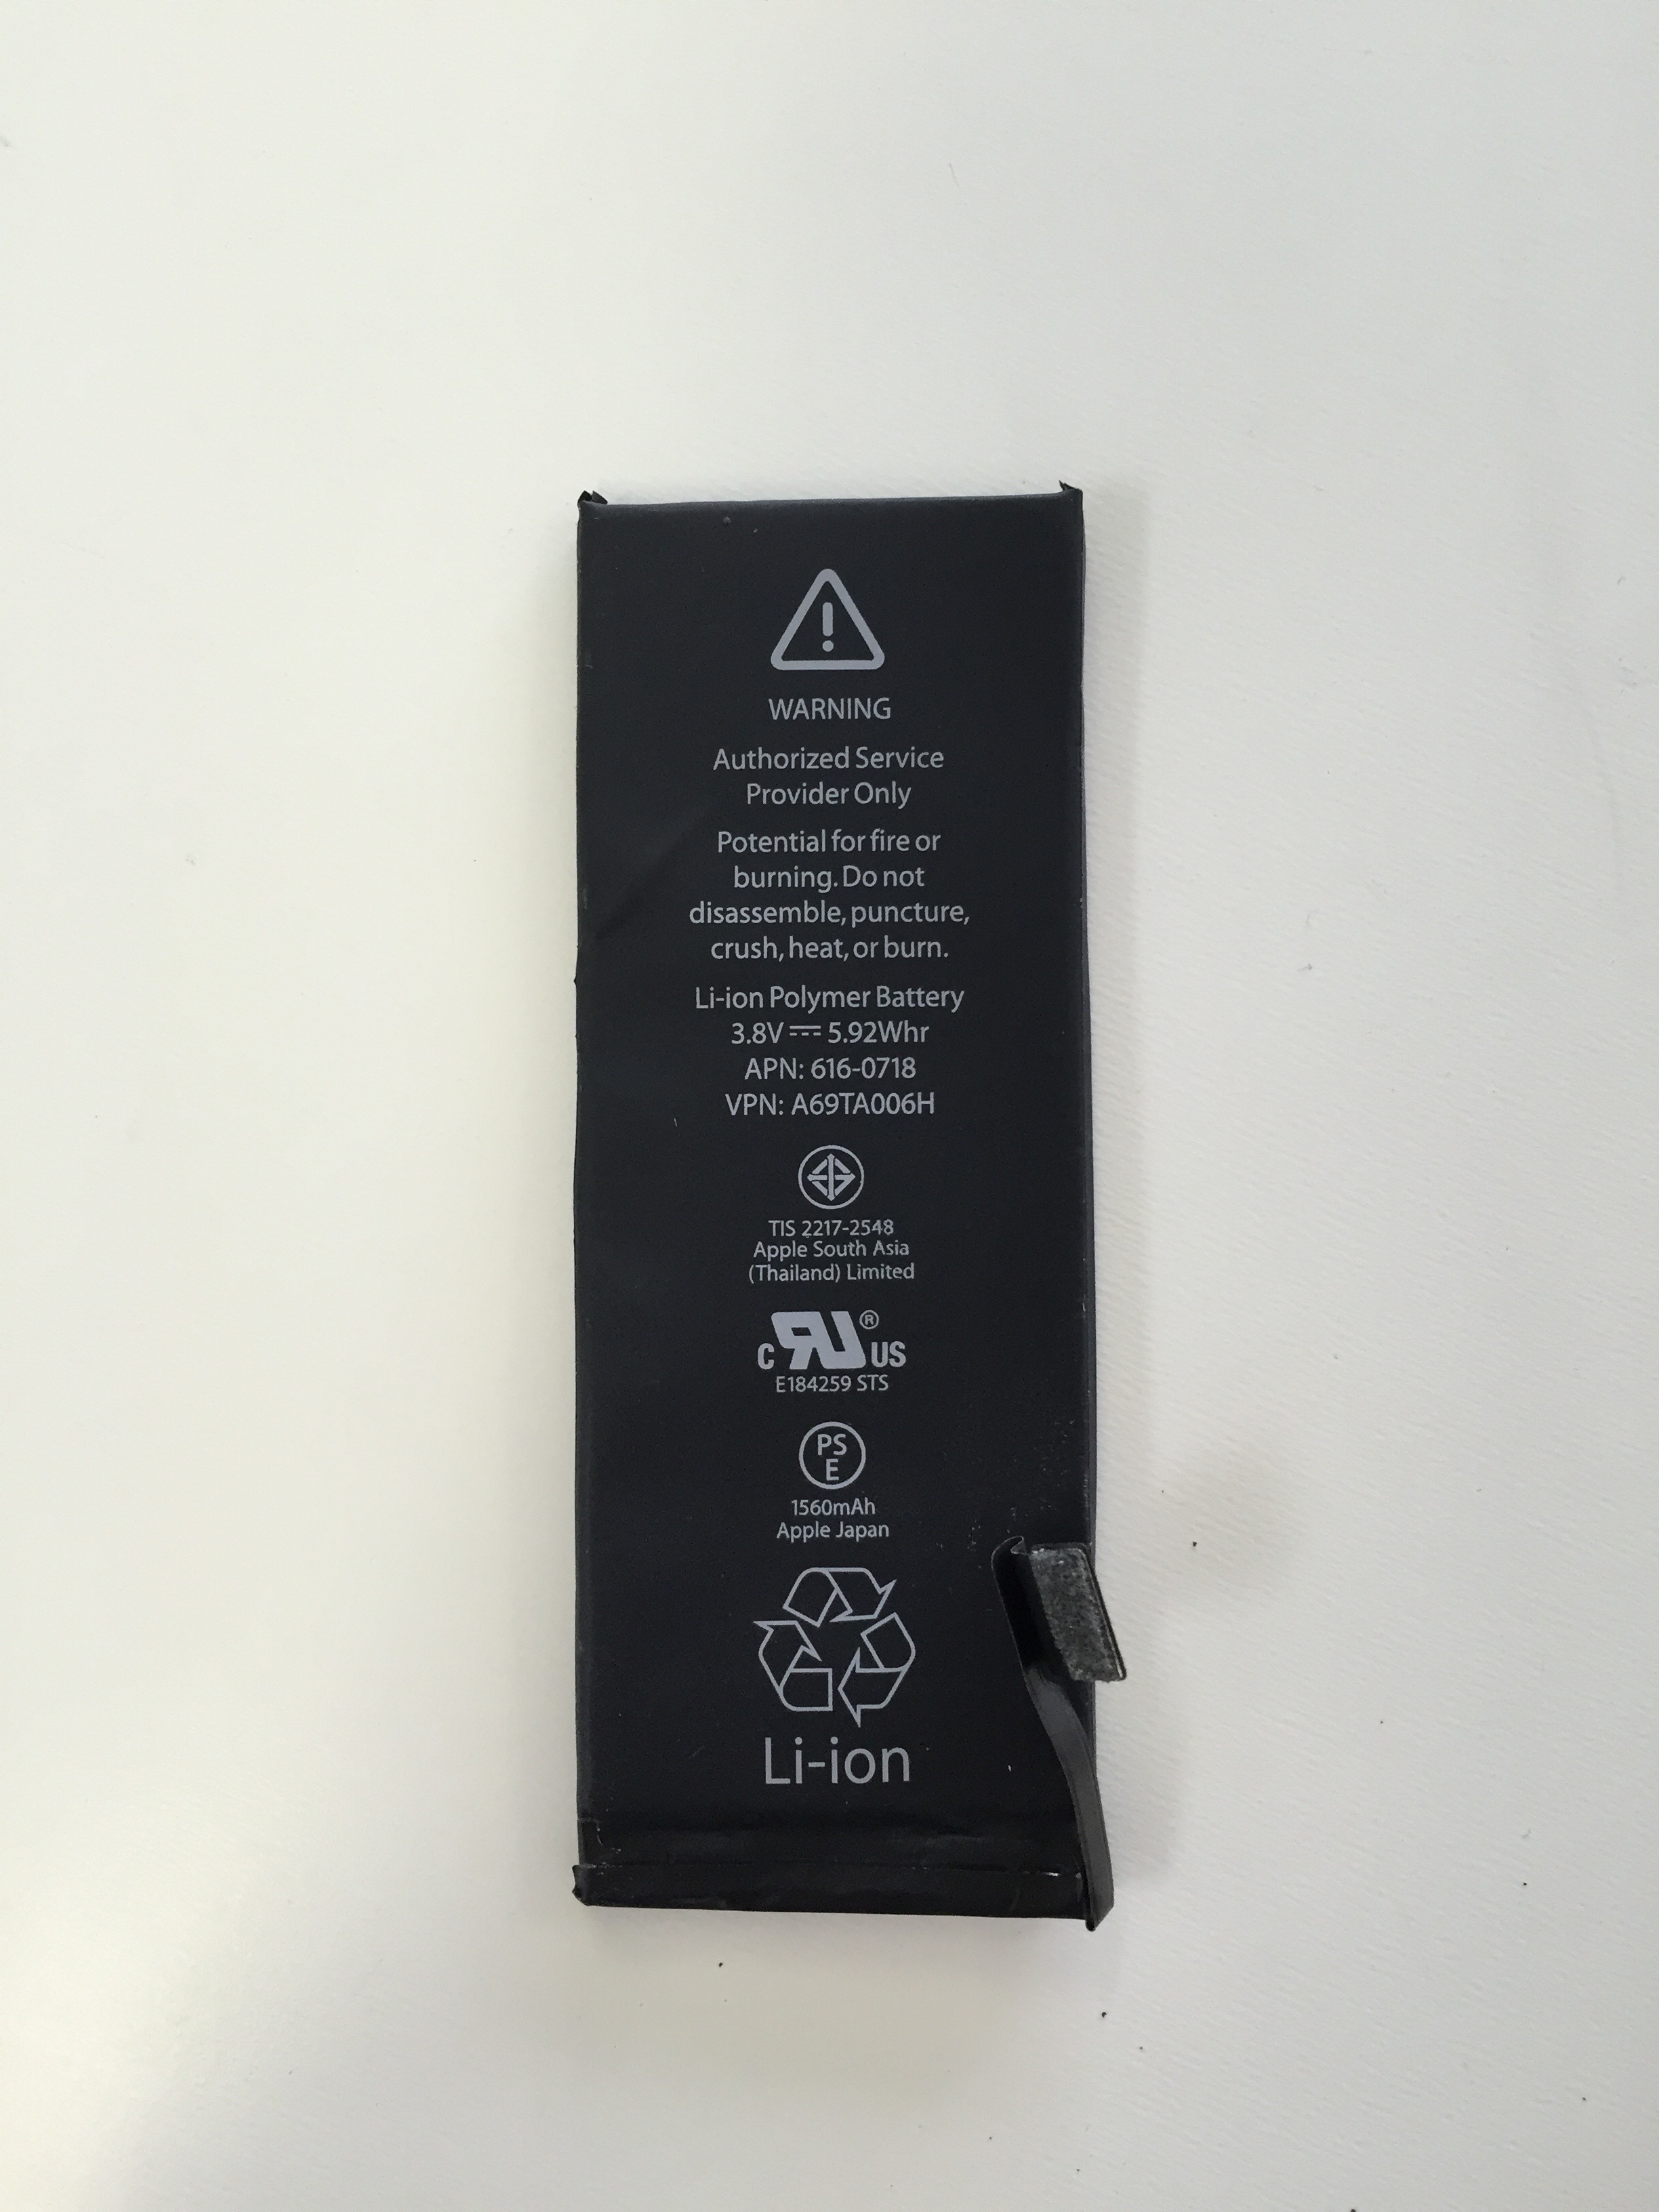 WARNING
Authorized Service
Provider Only
Potential for fire or
burning. Do not
disassemble, puncture,
crush, heat, or burn.
Li-ion Polymer Battery
3.8V ⎓ 5.92Whr
APN: 616-0718
VPN: A69TA006H
TIS 2217-2548
Apple South Asia
(Thailand) Limited
C RU® US
E184259 STS
PS
E
1560mAh
Apple Japan
Li-ion